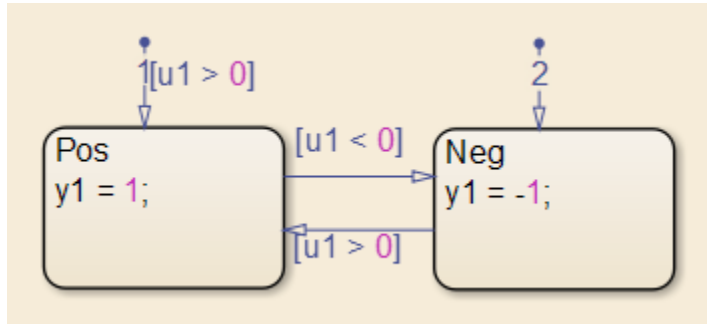 1[u1 > 0]
2
Pos
y1 = 1;
[u1 < 0]
Neg
y1 = -1;
[u1 > 0]